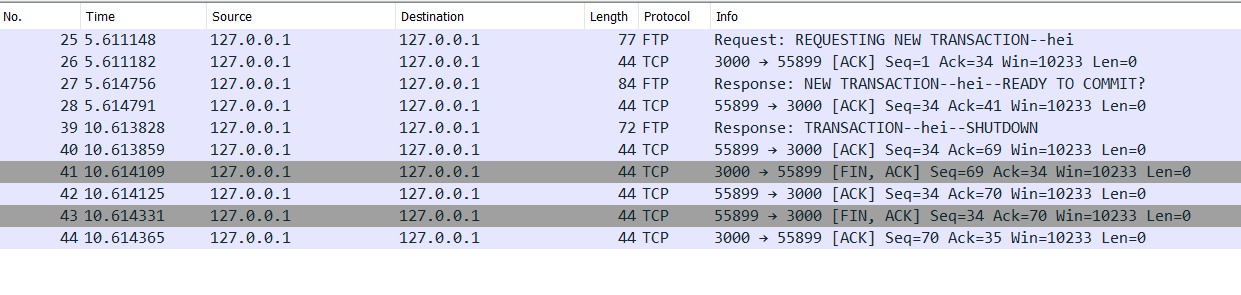 No. Time Source Destination Length Protocol Info
25 5.611148 127.0.0.1 127.0.0.1 77 FTP Request: REQUESTING NEW TRANSACTION--hei
26 5.611182 127.0.0.1 127.0.0.1 44 TCP 3000 → 55899 [ACK] Seq=1 Ack=34 Win=10233 Len=0
27 5.614756 127.0.0.1 127.0.0.1 84 FTP Response: NEW TRANSACTION--hei--READY TO COMMIT?
28 5.614791 127.0.0.1 127.0.0.1 44 TCP 55899 → 3000 [ACK] Seq=34 Ack=41 Win=10233 Len=0
39 10.613828 127.0.0.1 127.0.0.1 72 FTP Response: TRANSACTION--hei--SHUTDOWN
40 10.613859 127.0.0.1 127.0.0.1 44 TCP 55899 → 3000 [ACK] Seq=34 Ack=69 Win=10233 Len=0
41 10.614109 127.0.0.1 127.0.0.1 44 TCP 3000 → 55899 [FIN, ACK] Seq=69 Ack=34 Win=10233 Len=0
42 10.614125 127.0.0.1 127.0.0.1 44 TCP 55899 → 3000 [ACK] Seq=34 Ack=70 Win=10233 Len=0
43 10.614331 127.0.0.1 127.0.0.1 44 TCP 55899 → 3000 [FIN, ACK] Seq=34 Ack=70 Win=10233 Len=0
44 10.614365 127.0.0.1 127.0.0.1 44 TCP 3000 → 55899 [ACK] Seq=70 Ack=35 Win=10233 Len=0